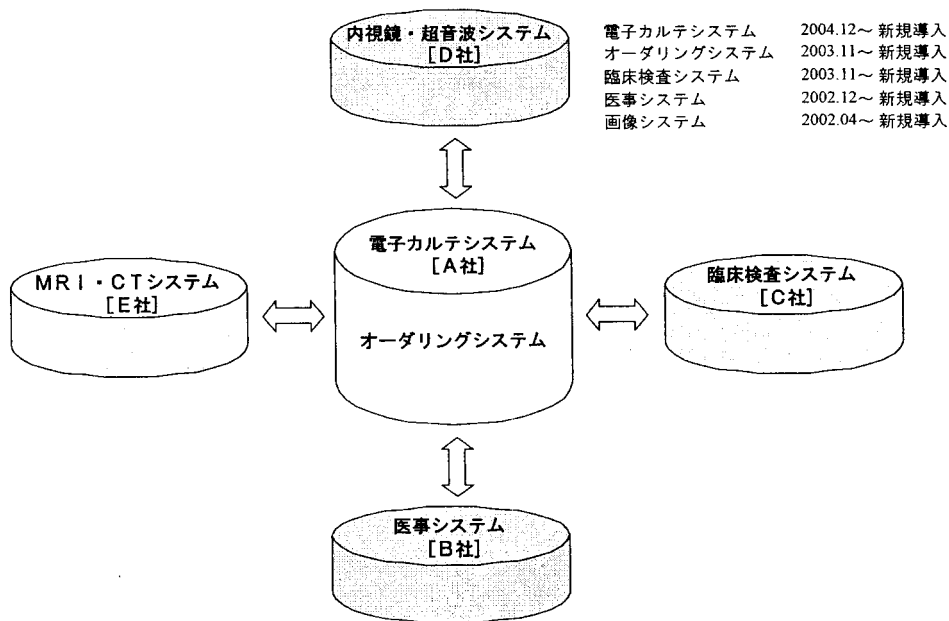 内視鏡・超音波システム
[D社]
電子カルテシステム 2004.12～ 新規導入
オーダリングシステム 2003.11～ 新規導入
臨床検査システム 2003.11～ 新規導入
医事システム 2002.12～ 新規導入
画像システム 2002.04～ 新規導入
電子カルテシステム
[A社]
オーダリングシステム
MRI・CTシステム
[E社]
臨床検査システム
[C社]
医事システム
[B社]